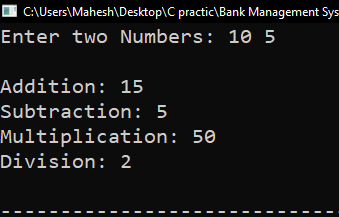 C:\Users\Mahesh\Desktop\C practic\Bank Management Sys
Enter two Numbers: 10 5
Addition: 15
Subtraction: 5
Multiplication: 50
Division: 2
-----------------------------